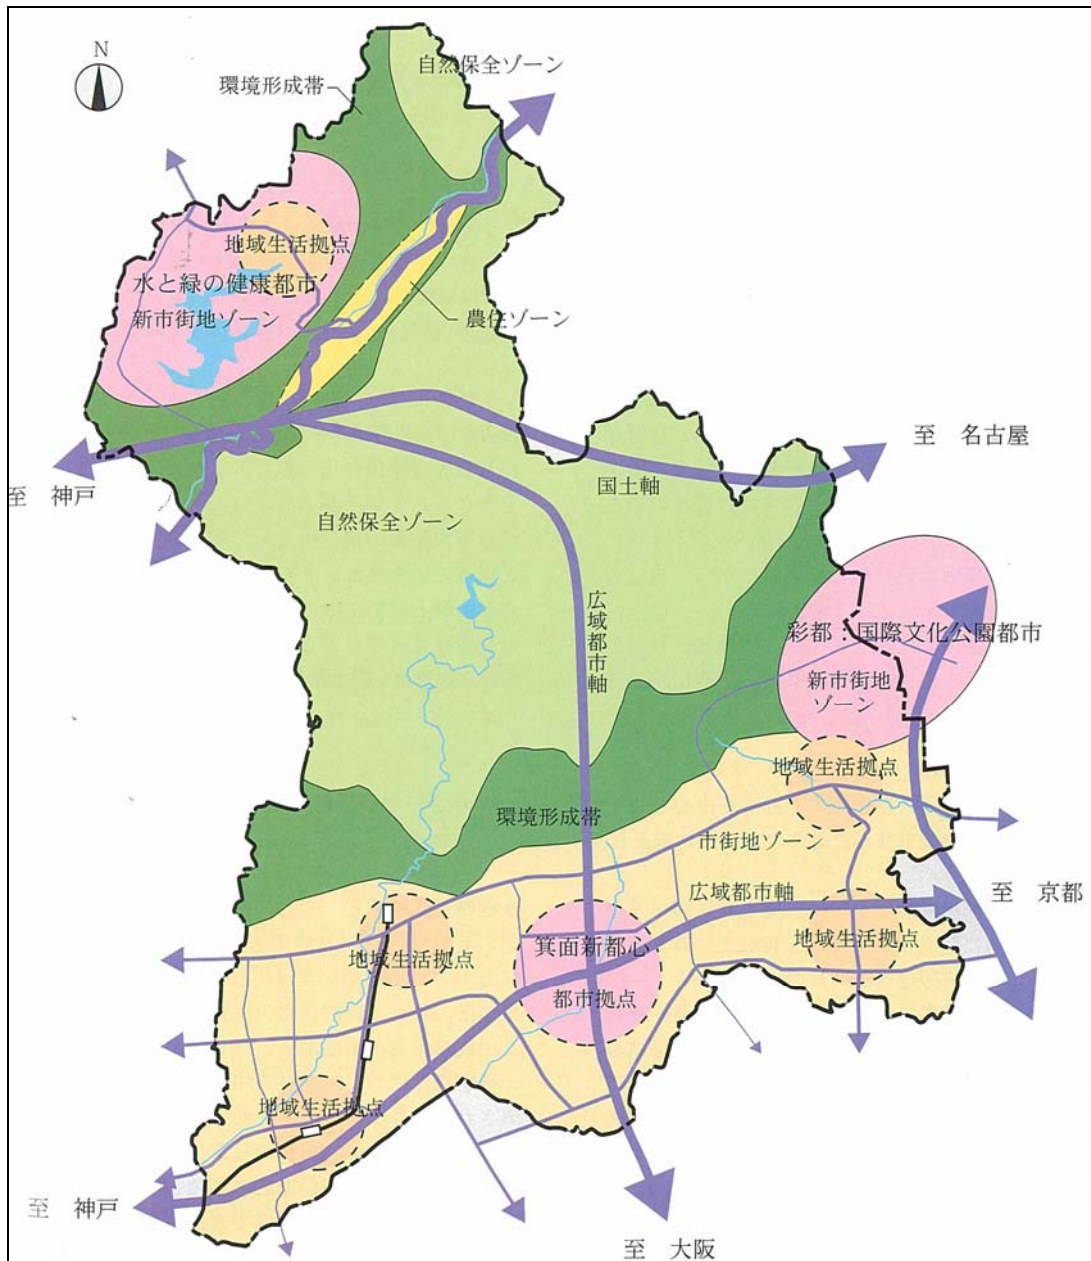 N
自然保全ゾーン
環境形成帯
地域生活拠点
水と緑の健康都市
新市街地ゾーン
農住ゾーン
至　名古屋
国土軸
至　神戸
自然保全ゾーン
広域都市軸
彩都：国際文化公園都市
新市街地
ゾーン
地域生活拠点
環境形成帯
市街地ゾーン
広域都市軸
至　京都
箕面新都心
地域生活拠点
地域生活拠点
都市拠点
地域生活拠点
至　神戸
至　大阪